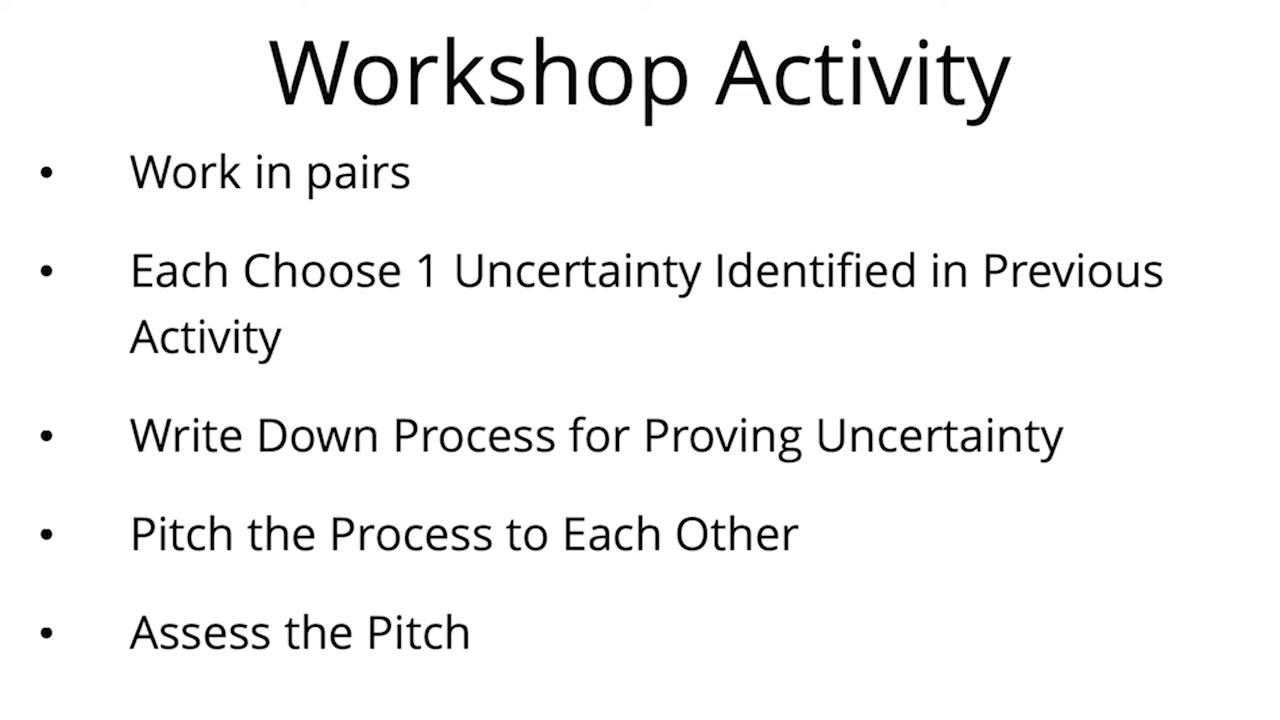 Workshop Activity
• Work in pairs
• Each Choose 1 Uncertainty Identified in Previous
Activity
• Write Down Process for Proving Uncertainty
• Pitch the Process to Each Other
• Assess the Pitch